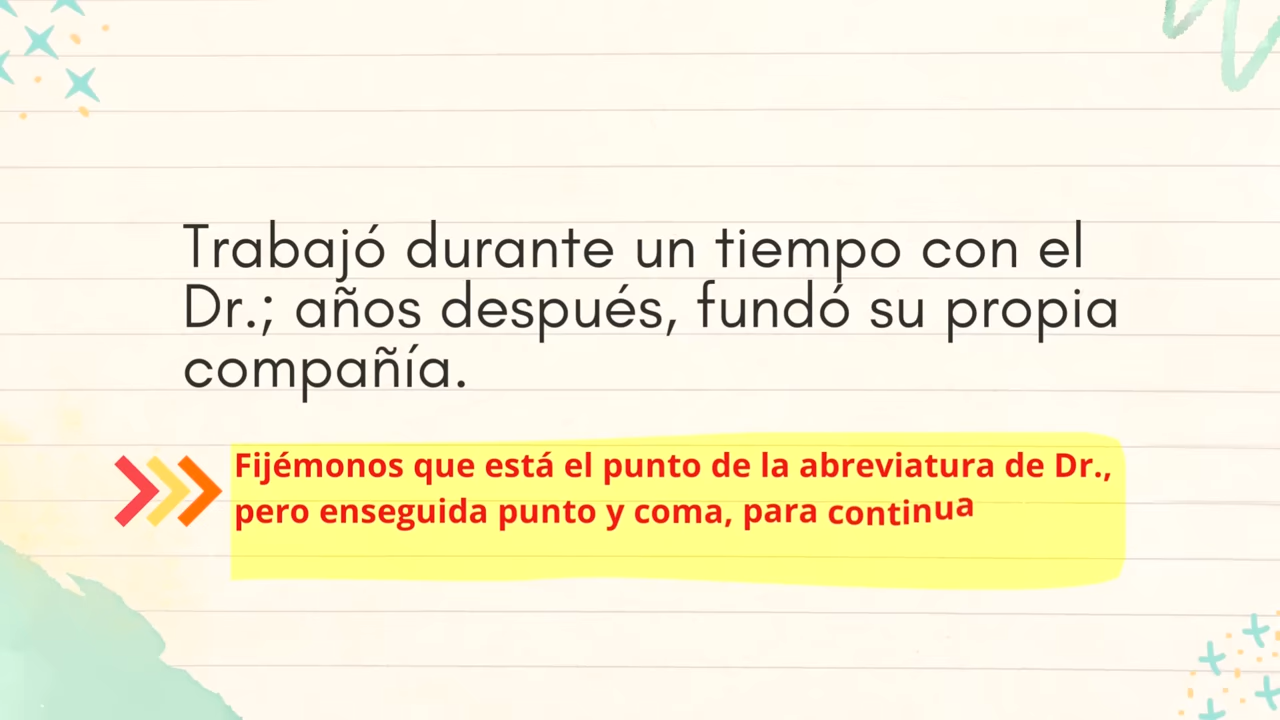 Trabajó durante un tiempo con el
Dr.; años después, fundó su propia
compañía.
Fijémonos que está el punto de la abreviatura de Dr.,
pero enseguida punto y coma, para continua